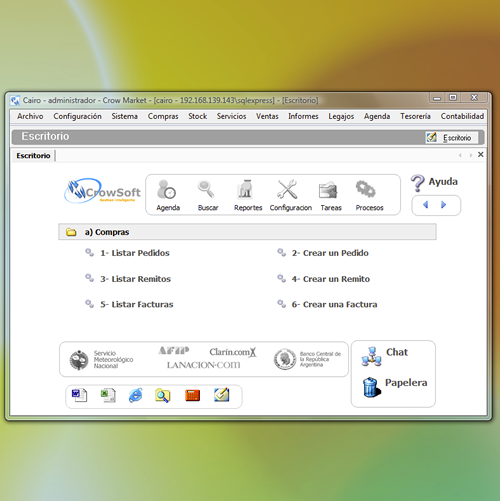 Cairo - administrador - Crow Market - [cairo - 192.168.139.143\sqlexpress] - [Escritorio]
Archivo Configuración Sistema Compras Stock Servicios Ventas Informes Legajos Agenda Tesorería Contabilidad
Escritorio Escritorio
Escritorio
CrowSoft
Agenda Buscar Reportes Configuracion Tareas Procesos
Ayuda
a) Compras
1- Listar Pedidos 2- Crear un Pedido
3- Listar Remitos 4- Crear un Remito
5- Listar Facturas 6- Crear una Factura
Servicio
Meteorológico
Nacional
AFIP
Clarín.com
LANACION.com
Banco Central de
la República
Argentina
Chat
Papelera